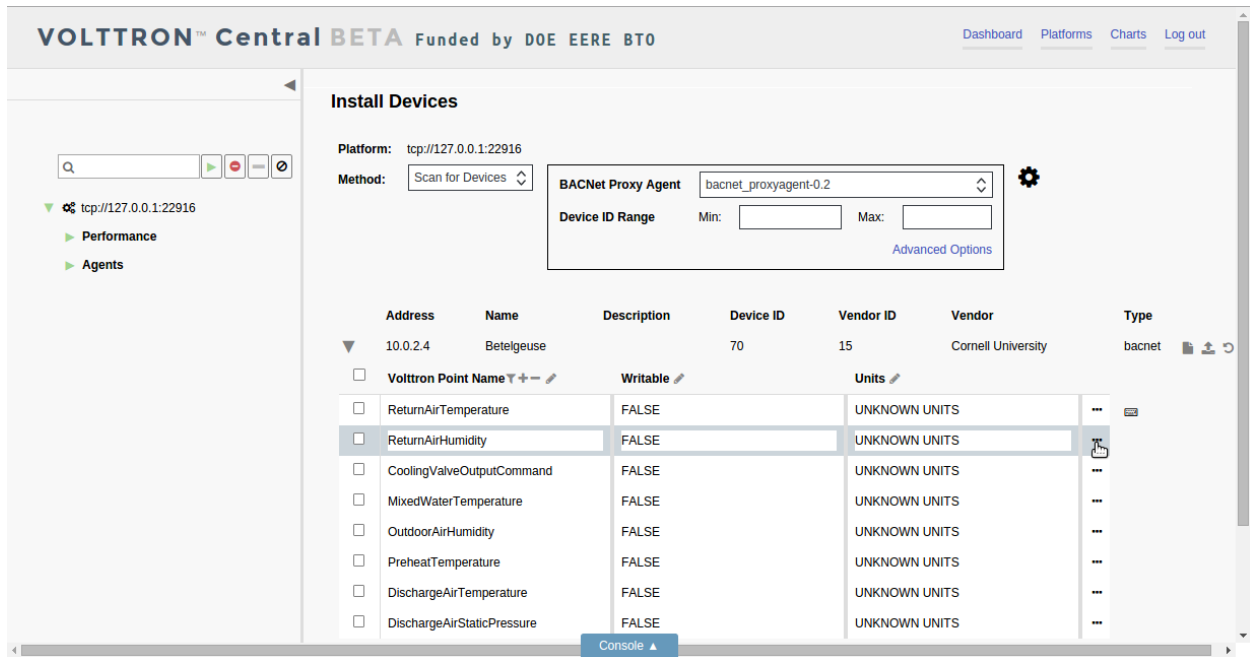 VOLTTRON™ Central BETA Funded by DOE EERE BTO
Dashboard Platforms Charts Log out
Install Devices
Platform: tcp://127.0.0.1:22916
Method: Scan for Devices
BACNet Proxy Agent bacnet_proxyagent-0.2
Device ID Range Min: Max:
Advanced Options
tcp://127.0.0.1:22916
Performance
Agents
Address Name Description Device ID Vendor ID Vendor Type
10.0.2.4 Betelgeuse 70 15 Cornell University bacnet
Volttron Point Name Writable Units
ReturnAirTemperature FALSE UNKNOWN UNITS
ReturnAirHumidity FALSE UNKNOWN UNITS
CoolingValveOutputCommand FALSE UNKNOWN UNITS
MixedWaterTemperature FALSE UNKNOWN UNITS
OutdoorAirHumidity FALSE UNKNOWN UNITS
PreheatTemperature FALSE UNKNOWN UNITS
DischargeAirTemperature FALSE UNKNOWN UNITS
DischargeAirStaticPressure FALSE UNKNOWN UNITS
Console ▲